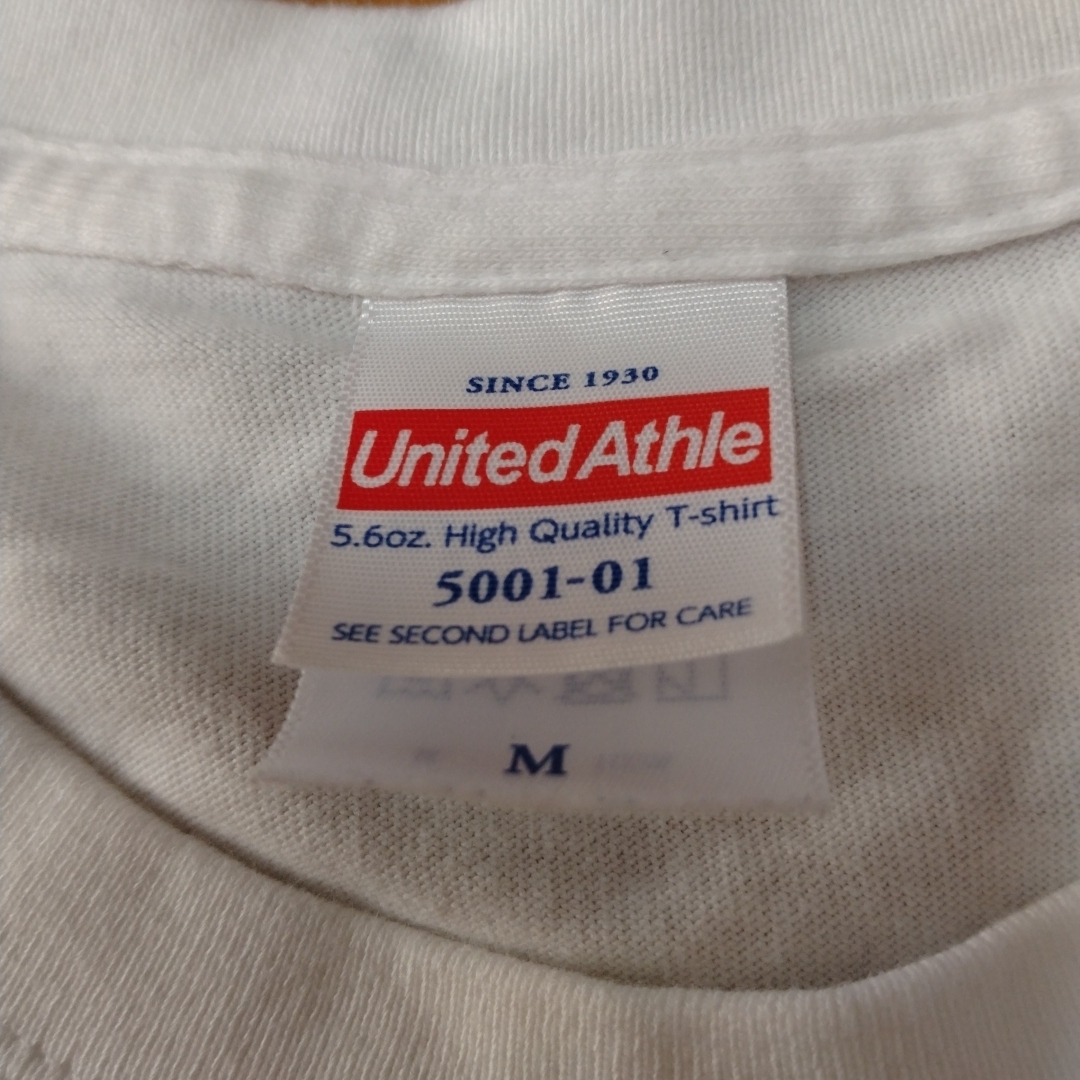 SINCE 1930
United Athle
5.6oz. High Quality T-shirt
5001-01
SEE SECOND LABEL FOR CARE
M